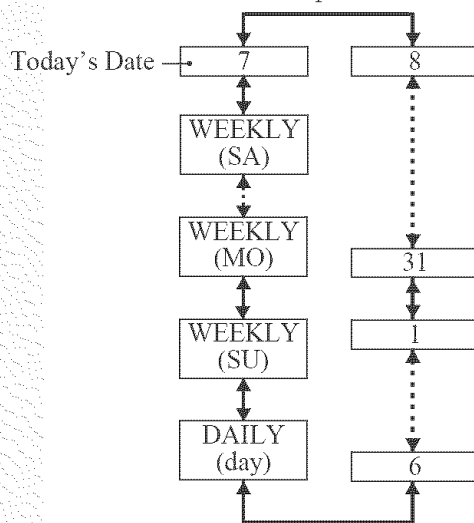 Today's Date
7
8
WEEKLY
(SA)
WEEKLY
(MO)
31
WEEKLY
(SU)
1
DAILY
(day)
6